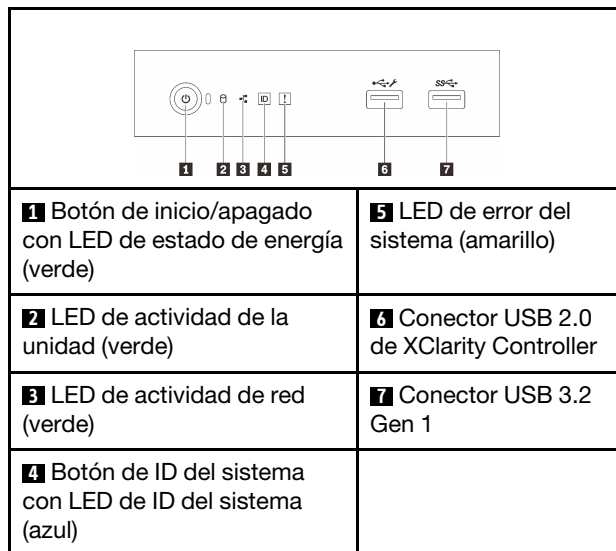 ID
!
SS
1 2 3 4 5 6 7
1 Botón de inicio/apagado
con LED de estado de energía
(verde)
5 LED de error del
sistema (amarillo)
2 LED de actividad de la
unidad (verde)
6 Conector USB 2.0
de XClarity Controller
3 LED de actividad de red
(verde)
7 Conector USB 3.2
Gen 1
4 Botón de ID del sistema
con LED de ID del sistema
(azul)